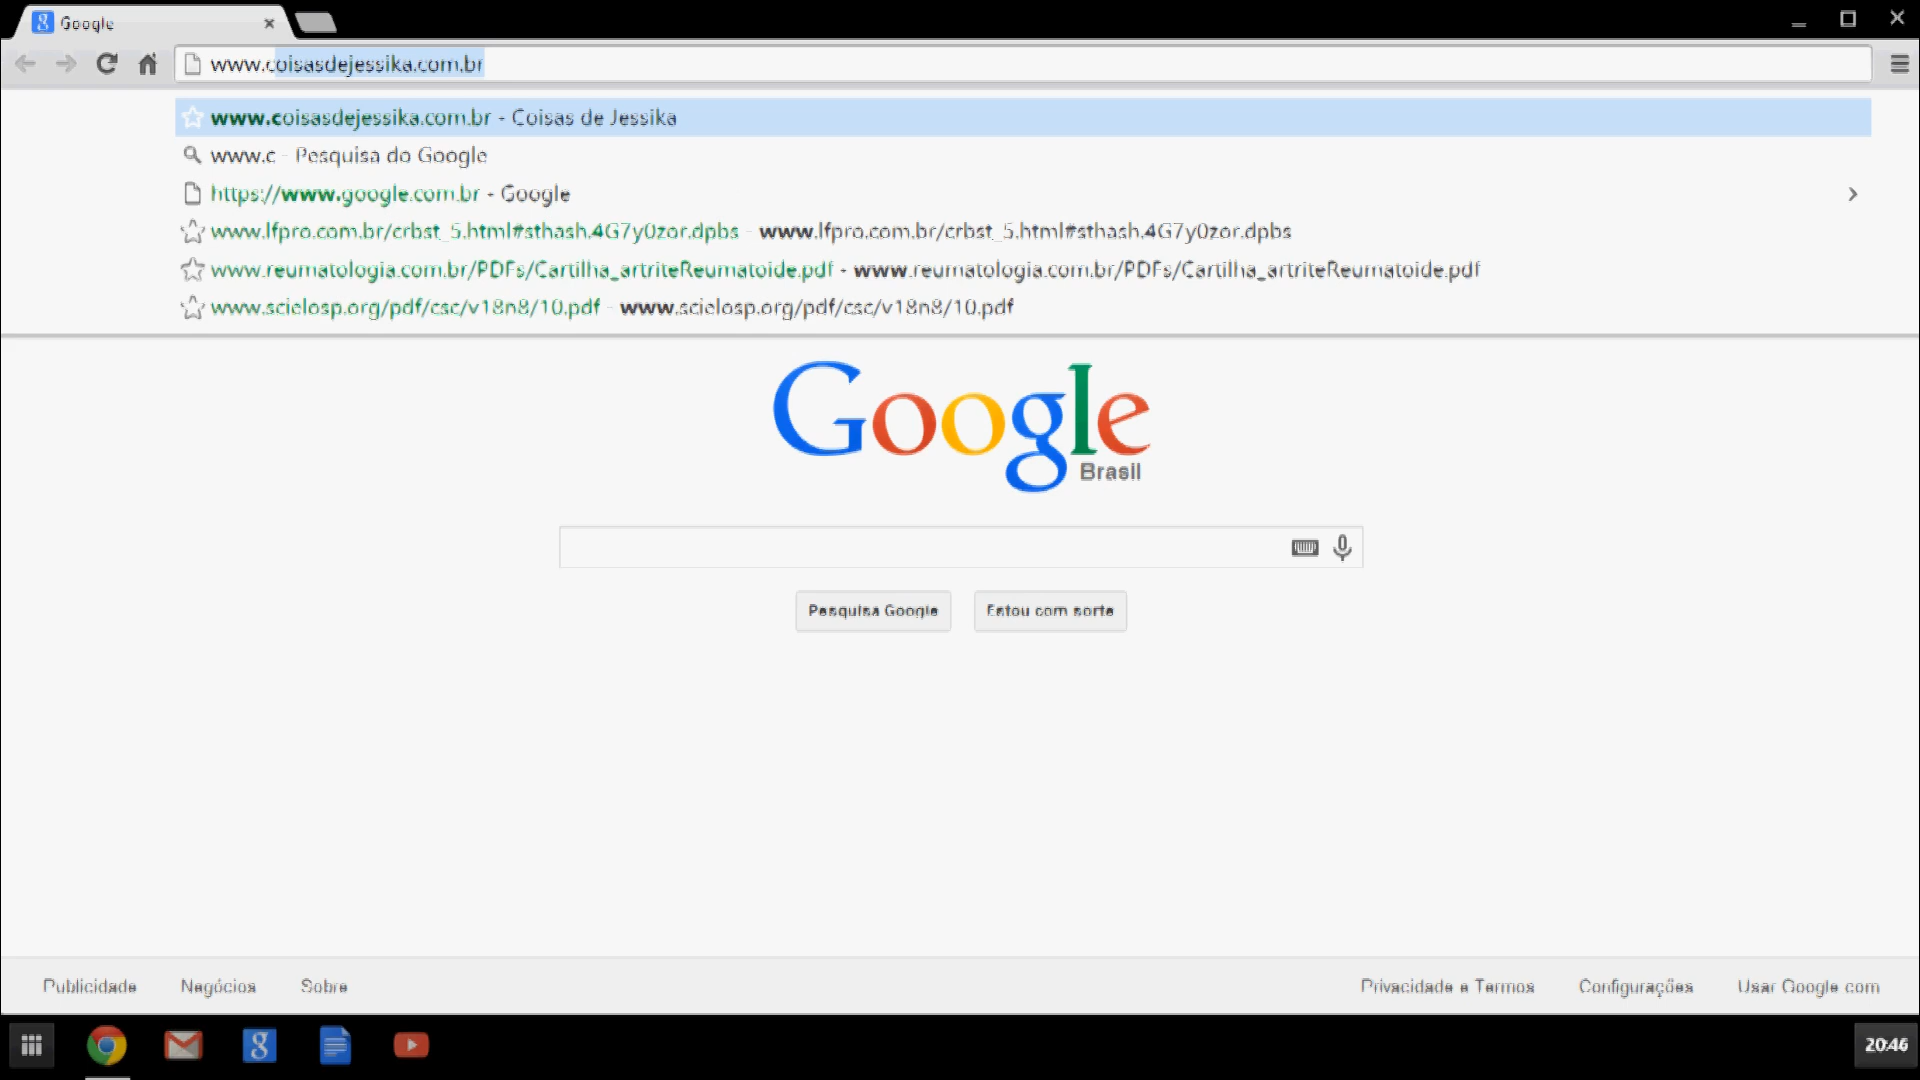 Google
www.coisasdejessika.com.br
www.coisasdejessika.com.br - Coisas de Jessika
www.c - Pesquisa do Google
https://www.google.com.br - Google
www.lfpro.com.br/crbst_5.html#sthash.4G7y0zor.dpbs - www.lfpro.com.br/crbst_5.html#sthash.4G7y0zor.dpbs
www.reumatologia.com.br/PDFs/Cartilha_artriteReumatoide.pdf - www.reumatologia.com.br/PDFs/Cartilha_artriteReumatoide.pdf
www.scielosp.org/pdf/csc/v18n8/10.pdf - www.scielosp.org/pdf/csc/v18n8/10.pdf
Google
Brasil
Pesquisa Google Estou com sorte
Publicidade Negócios Sobre Privacidade e Termos Configurações Usar Google com
20:46